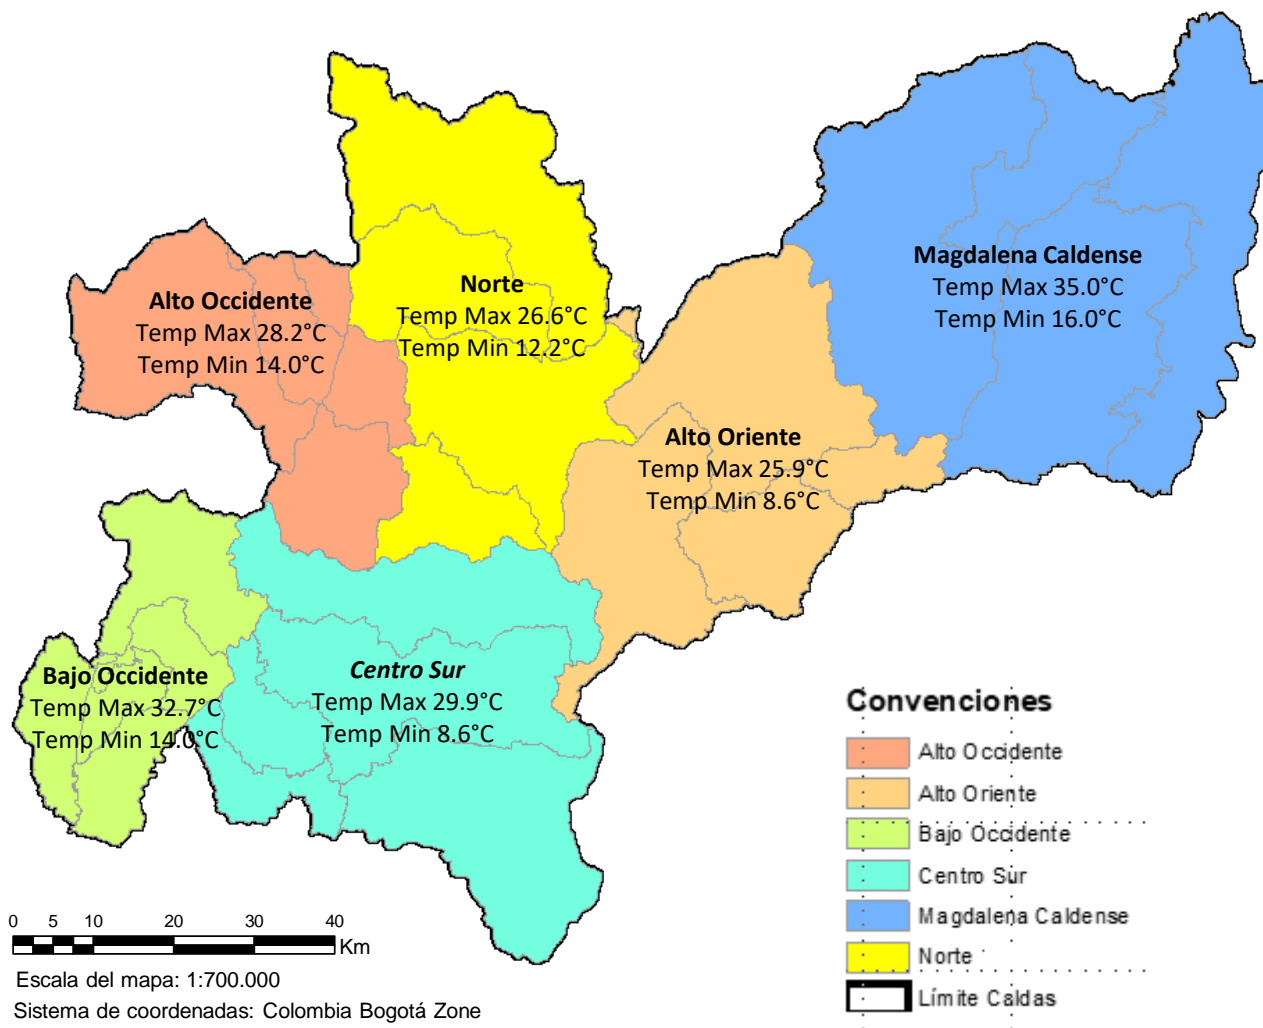 Magdalena Caldense
Temp Max 35.0°C
Temp Min 16.0°C
Norte
Temp Max 26.6°C
Temp Min 12.2°C
Alto Occidente
Temp Max 28.2°C
Temp Min 14.0°C
Alto Oriente
Temp Max 25.9°C
Temp Min 8.6°C
Bajo Occidente
Temp Max 32.7°C
Temp Min 14.0°C
Centro Sur
Temp Max 29.9°C
Temp Min 8.6°C
Convenciones
Alto Occidente
Alto Oriente
Bajo Occidente
Centro Sur
Magdalena Caldense
Norte
Límite Caldas
0 5 10 20 30 40
Km
Escala del mapa: 1:700.000
Sistema de coordenadas: Colombia Bogotá Zone